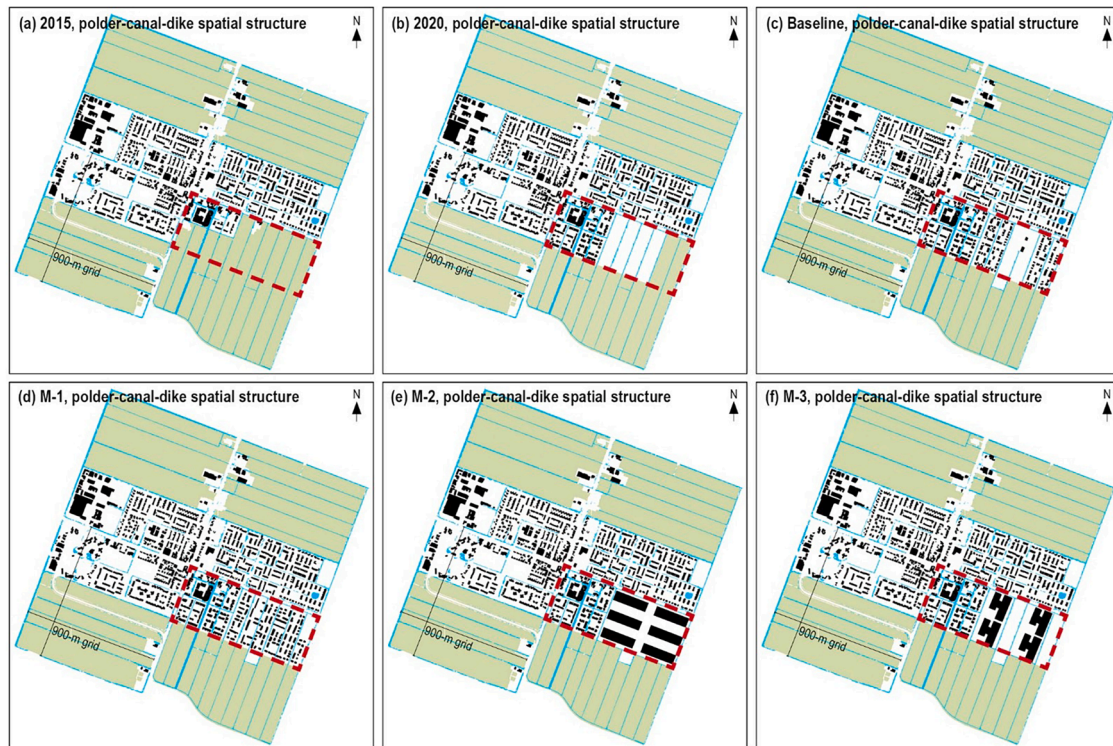 (a) 2015, polder-canal-dike spatial structure
N
900-m grid
(b) 2020, polder-canal-dike spatial structure
N
900-m grid
(c) Baseline, polder-canal-dike spatial structure
N
900-m grid
(d) M-1, polder-canal-dike spatial structure
N
900-m grid
(e) M-2, polder-canal-dike spatial structure
N
900-m grid
(f) M-3, polder-canal-dike spatial structure
N
900-m grid